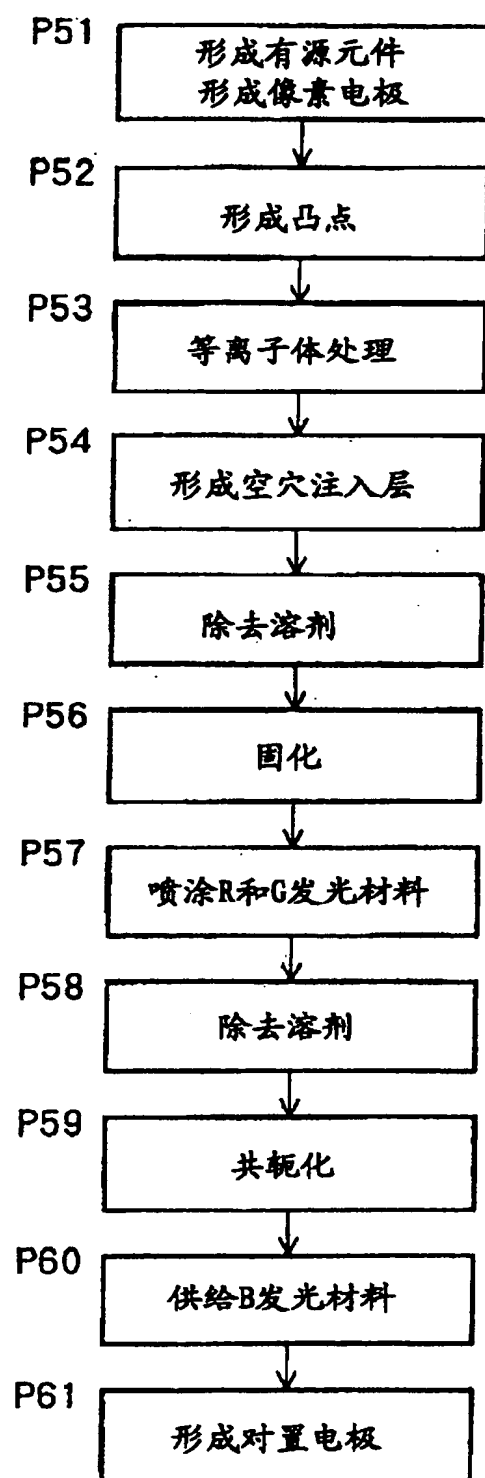 P51
形成有源元件
形成像素电极
P52
形成凸点
P53
等离子体处理
P54
形成空穴注入层
P55
除去溶剂
P56
固化
P57
喷涂R和G发光材料
P58
除去溶剂
P59
共轭化
P60
供给B发光材料
P61
形成对置电极